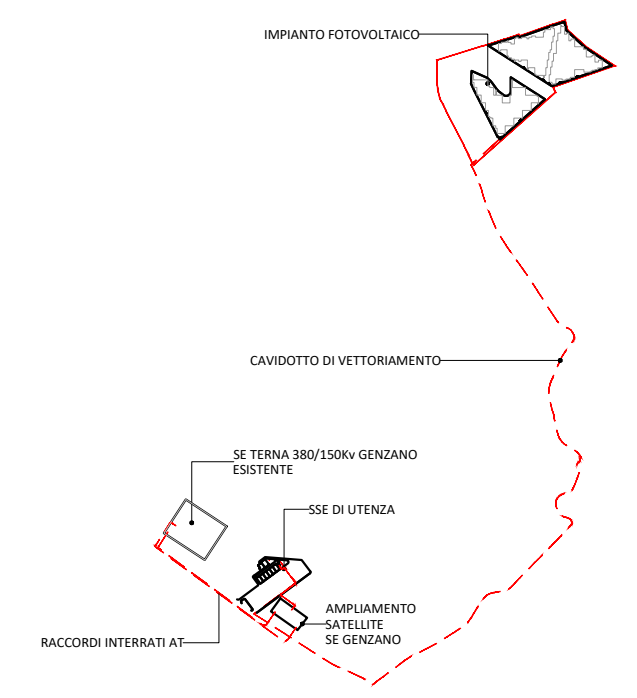 IMPIANTO FOTOVOLTAICO
CAVIDOTTO DI VETTORIAMENTO
SE TERNA 380/150Kv GENZANO
ESISTENTE
SSE DI UTENZA
AMPLIAMENTO
SATELLITE
SE GENZANO
RACCORDI INTERRATI AT